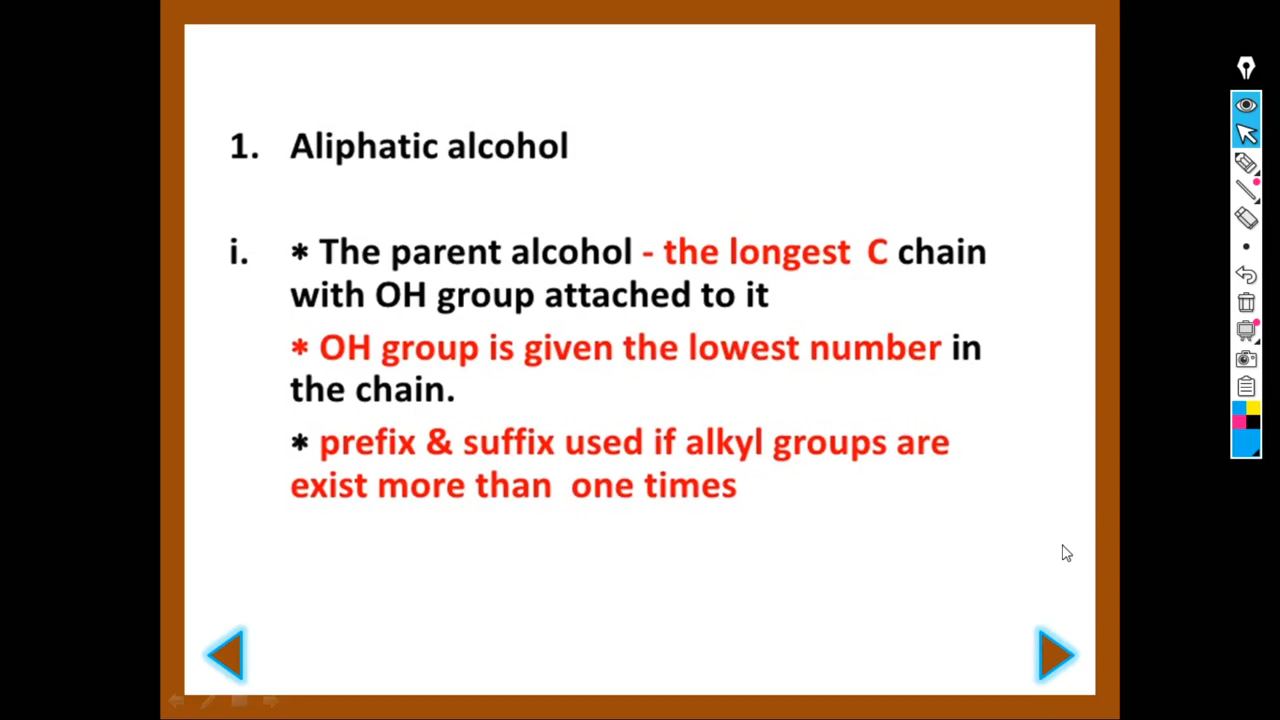 1. Aliphatic alcohol
i. * The parent alcohol - the longest C chain
with OH group attached to it
* OH group is given the lowest number in
the chain.
* prefix & suffix used if alkyl groups are
exist more than one times